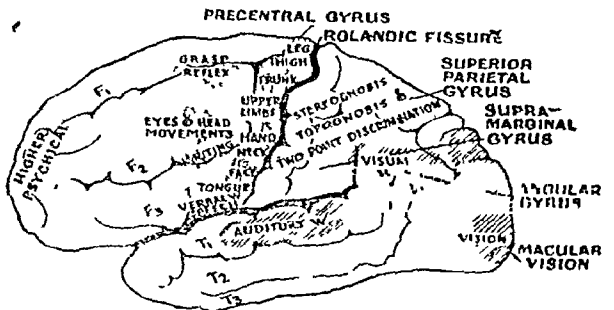 PRECENTRAL GYRUS
ROLANDIC FISSURE
GRASP
REFLEX
LEG
THIGH
TRUNK
UPPER
LIMBS
HAND
NECK
FACE
TONGUE
F1
EYES & HEAD
MOVEMENTS
WRITING
F2
F3
HIGHER
PSYCHICAL
STEREOGNOSIS
TOPOGNOSIS &
TWO POINT DISCRIMINATION
SUPERIOR
PARIETAL
GYRUS
SUPRA-
MARGINAL
GYRUS
ANGULAR
GYRUS
VISUAL
AUDITORY
T1
T2
T3
VISION
MACULAR
VISION